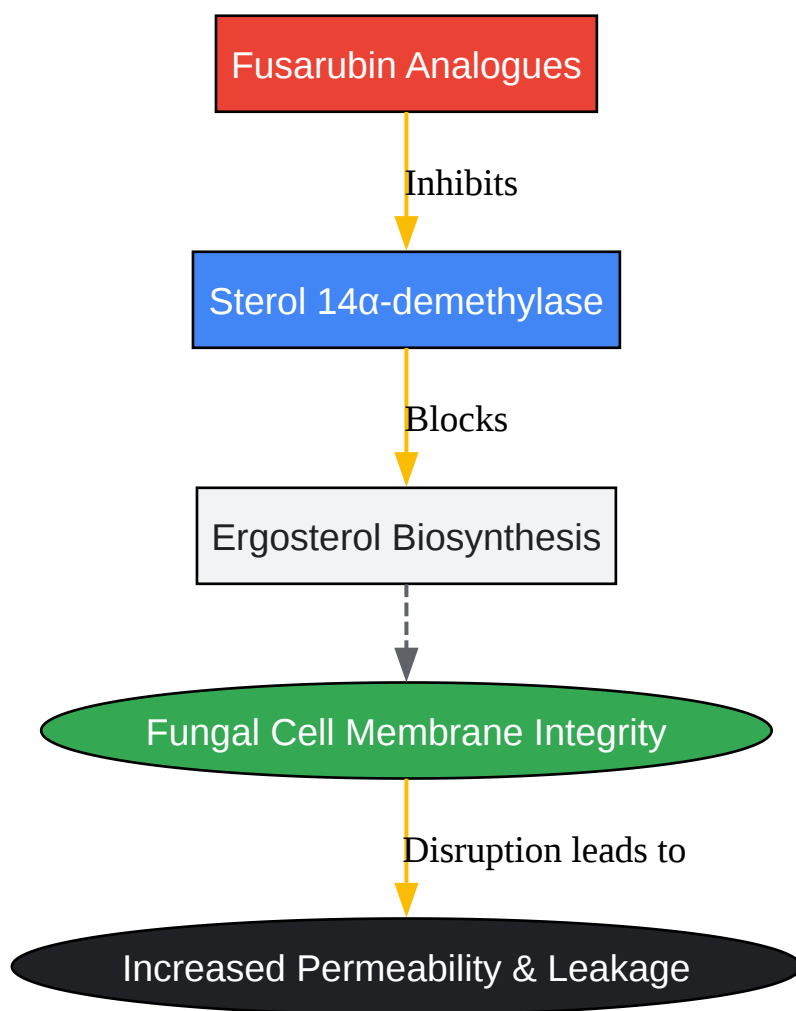 Fusarubin Analogues
Inhibits
Sterol 14α-demethylase
Blocks
Ergosterol Biosynthesis
Fungal Cell Membrane Integrity
Disruption leads to
Increased Permeability & Leakage